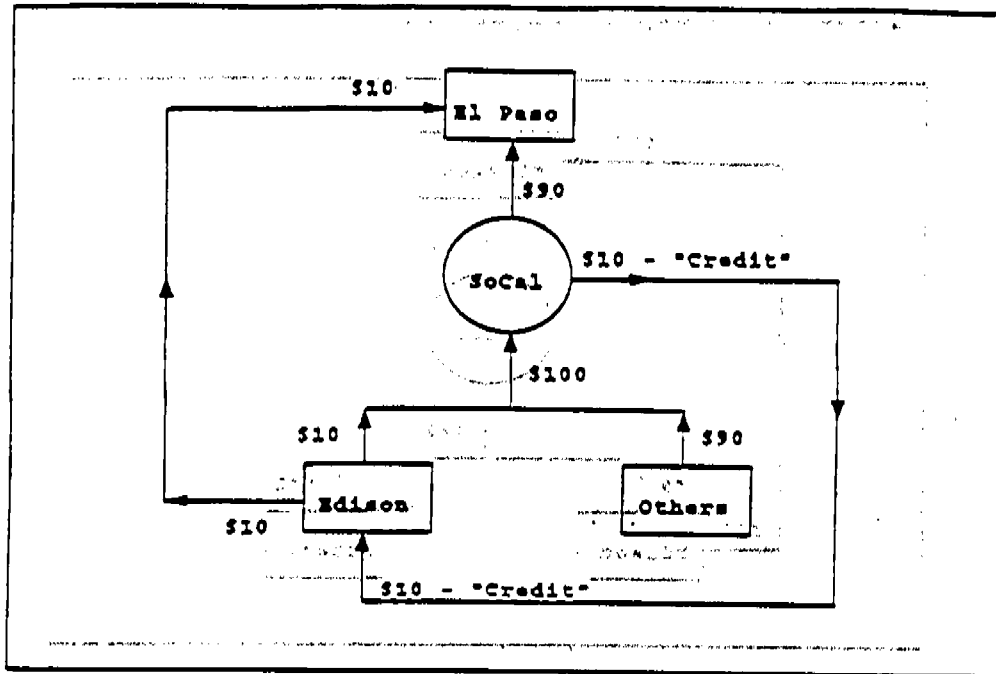 $10
El Paso
$90
SoCal
$10 - "Credit"
$100
$10
$90
Edison
Others
$10
$10 - "Credit"